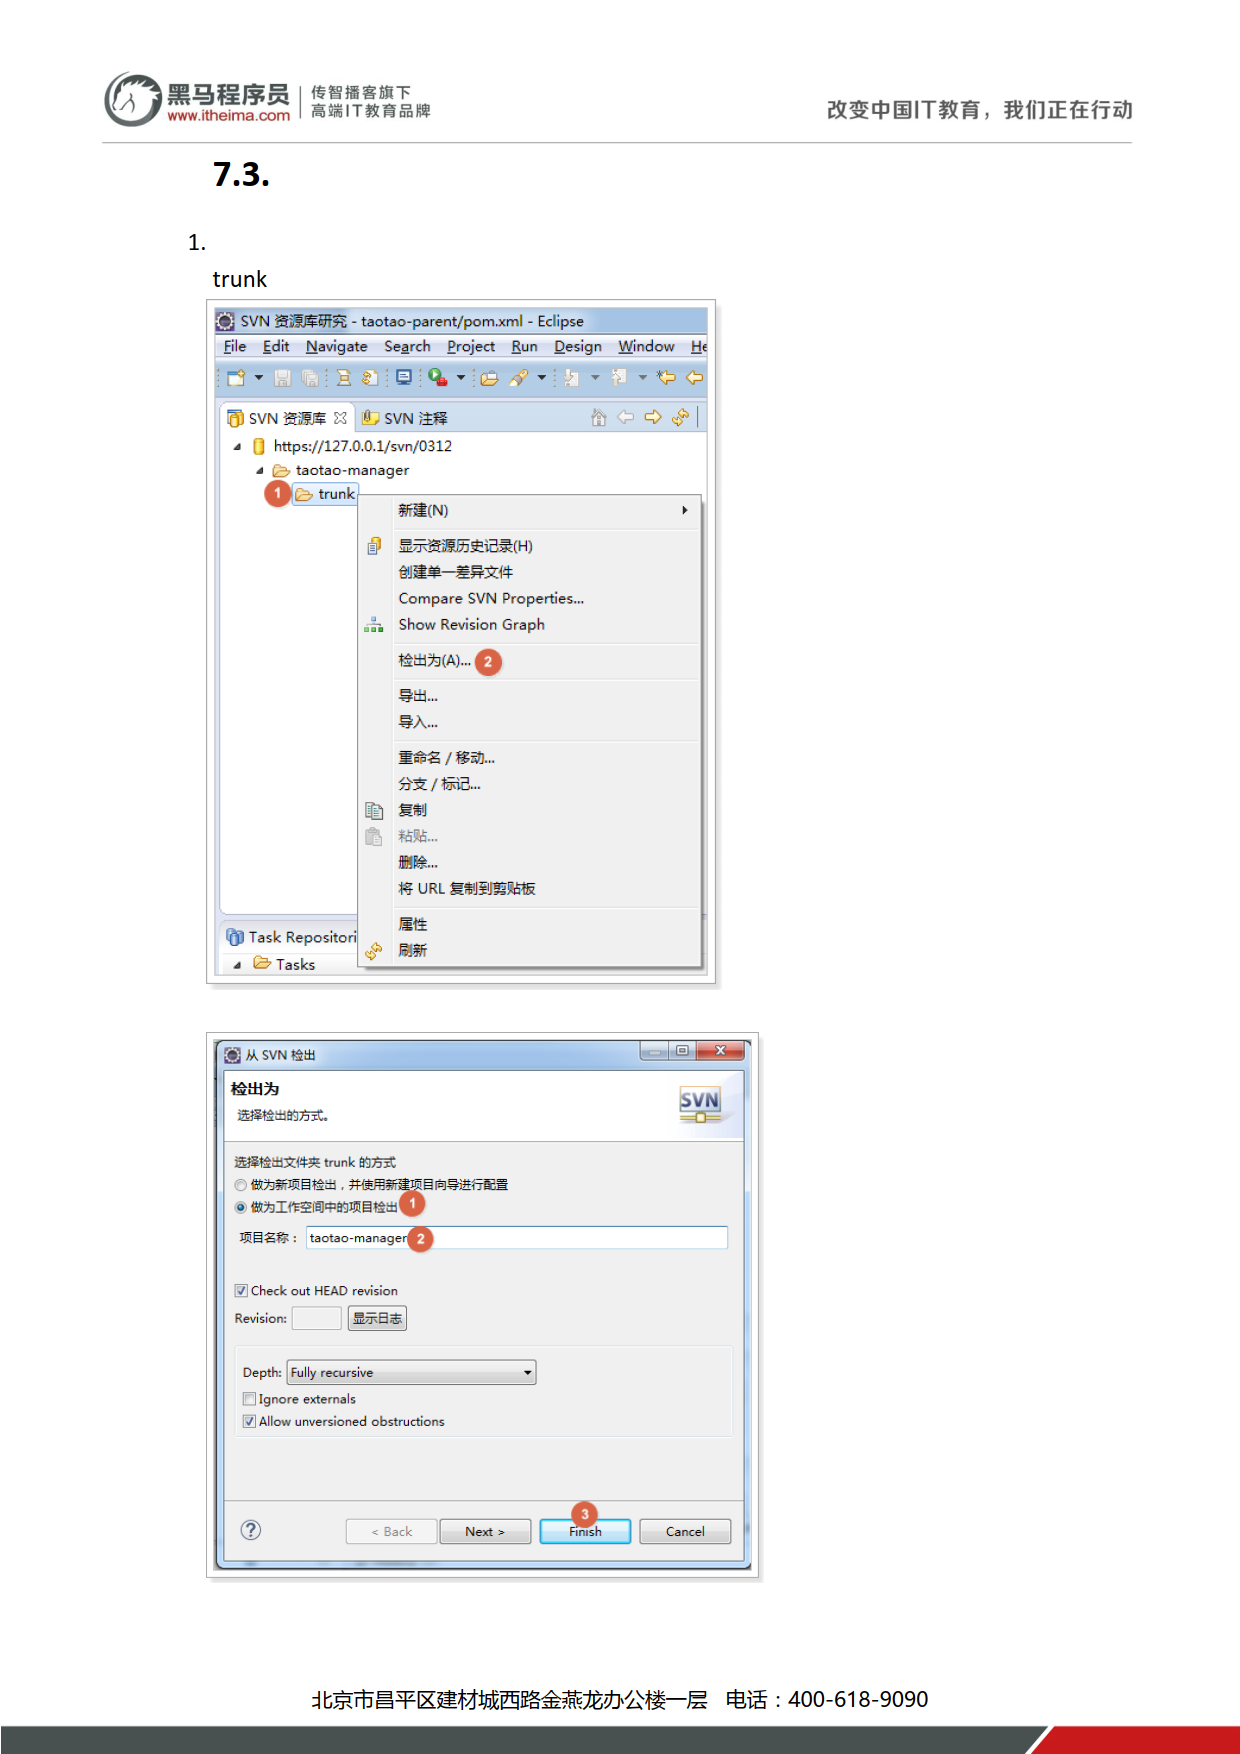 黑马程序员
www.itheima.com
传智播客旗下
高端IT教育品牌
改变中国IT教育，我们正在行动
7.3.
1.
trunk
SVN 资源库研究 - taotao-parent/pom.xml - Eclipse
File Edit Navigate Search Project Run Design Window He
SVN 资源库 SVN 注释
https://127.0.0.1/svn/0312
taotao-manager
1 trunk
新建(N)
显示资源历史记录(H)
创建单一差异文件
Compare SVN Properties...
Show Revision Graph
检出为(A)... 2
导出...
导入...
重命名 / 移动...
分支 / 标记...
复制
粘贴...
删除...
将 URL 复制到剪贴板
属性
刷新
Task Repositori
Tasks
从 SVN 检出
检出为
选择检出的方式。
SVN
选择检出文件夹 trunk 的方式
做为新项目检出，并使用新建项目向导进行配置
做为工作空间中的项目检出 1
项目名称： taotao-manager 2
Check out HEAD revision
Revision: 显示日志
Depth: Fully recursive
Ignore externals
Allow unversioned obstructions
3
? < Back Next > Finish Cancel
北京市昌平区建材城西路金燕龙办公楼一层 电话：400-618-9090